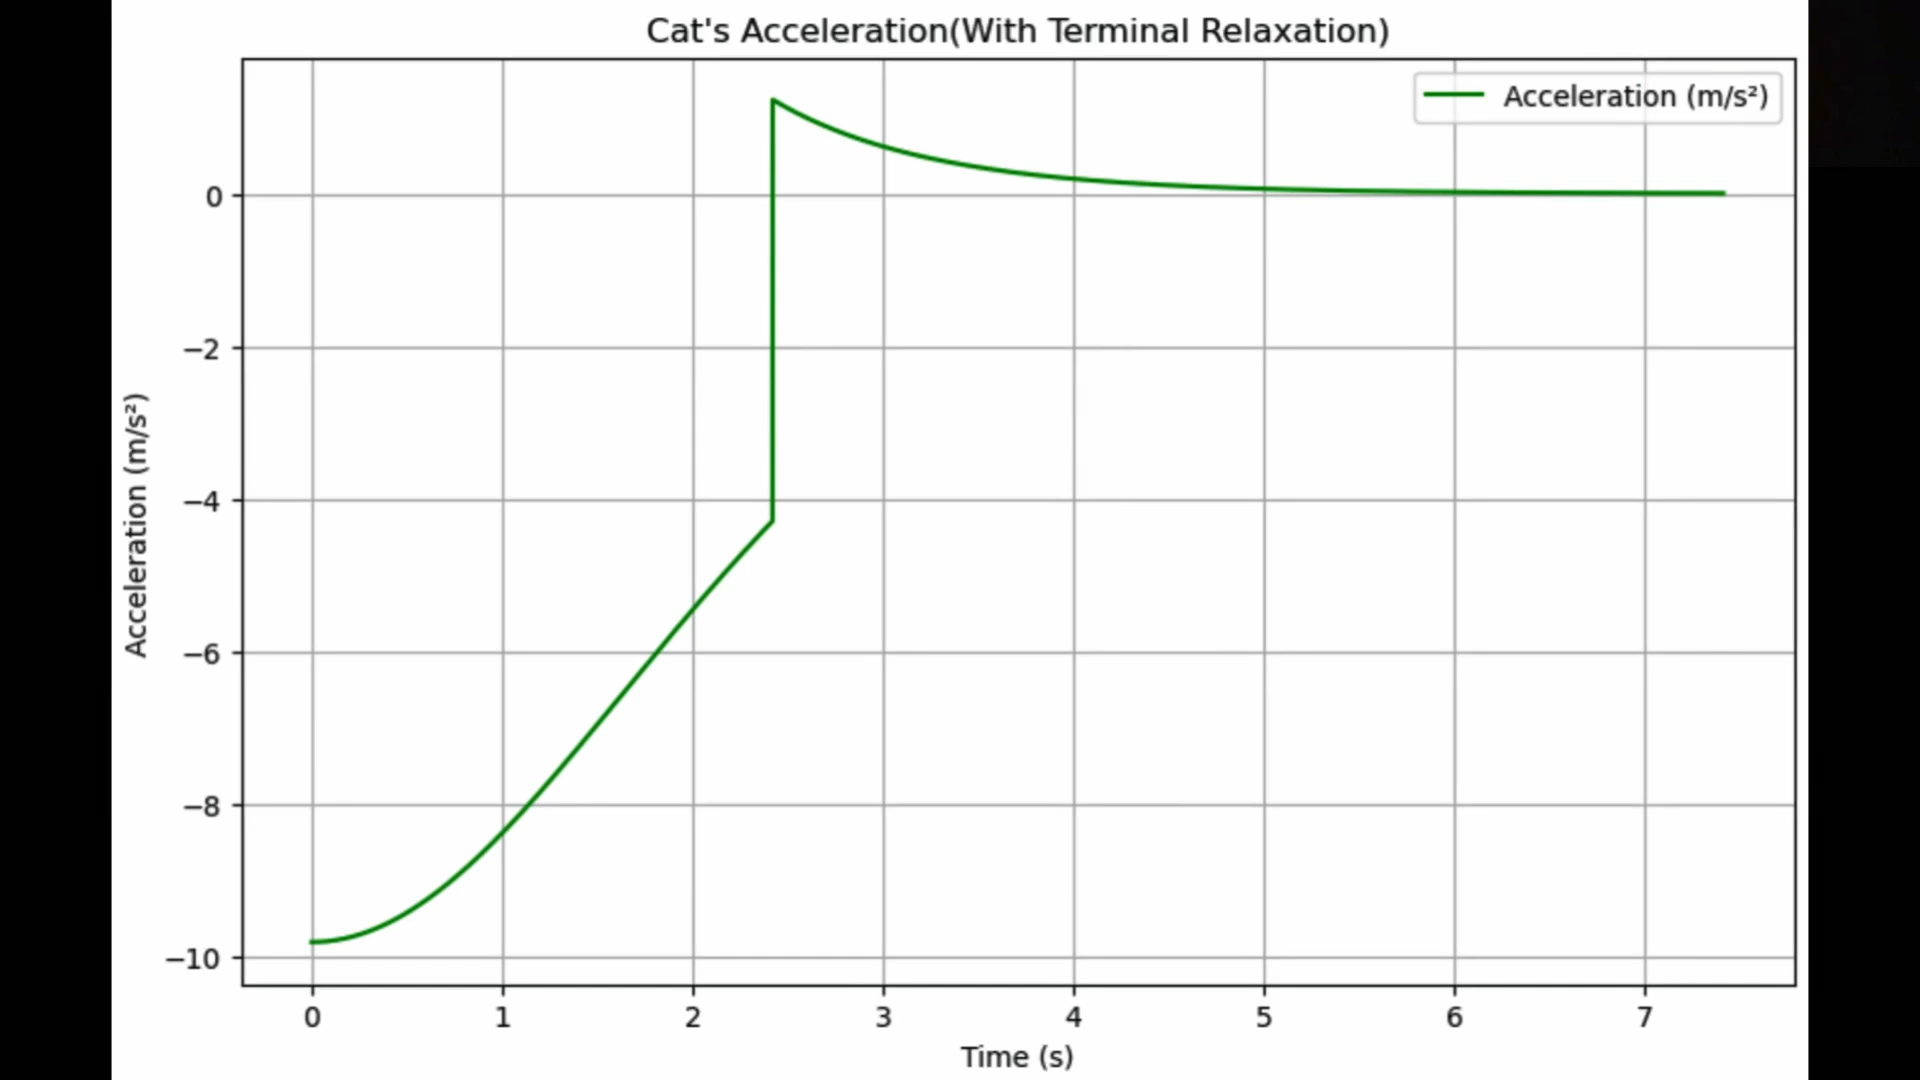 Cat's Acceleration(With Terminal Relaxation)
Acceleration (m/s²)
0
−2
−4
−6
−8
−10
Acceleration (m/s²)
0 1 2 3 4 5 6 7
Time (s)